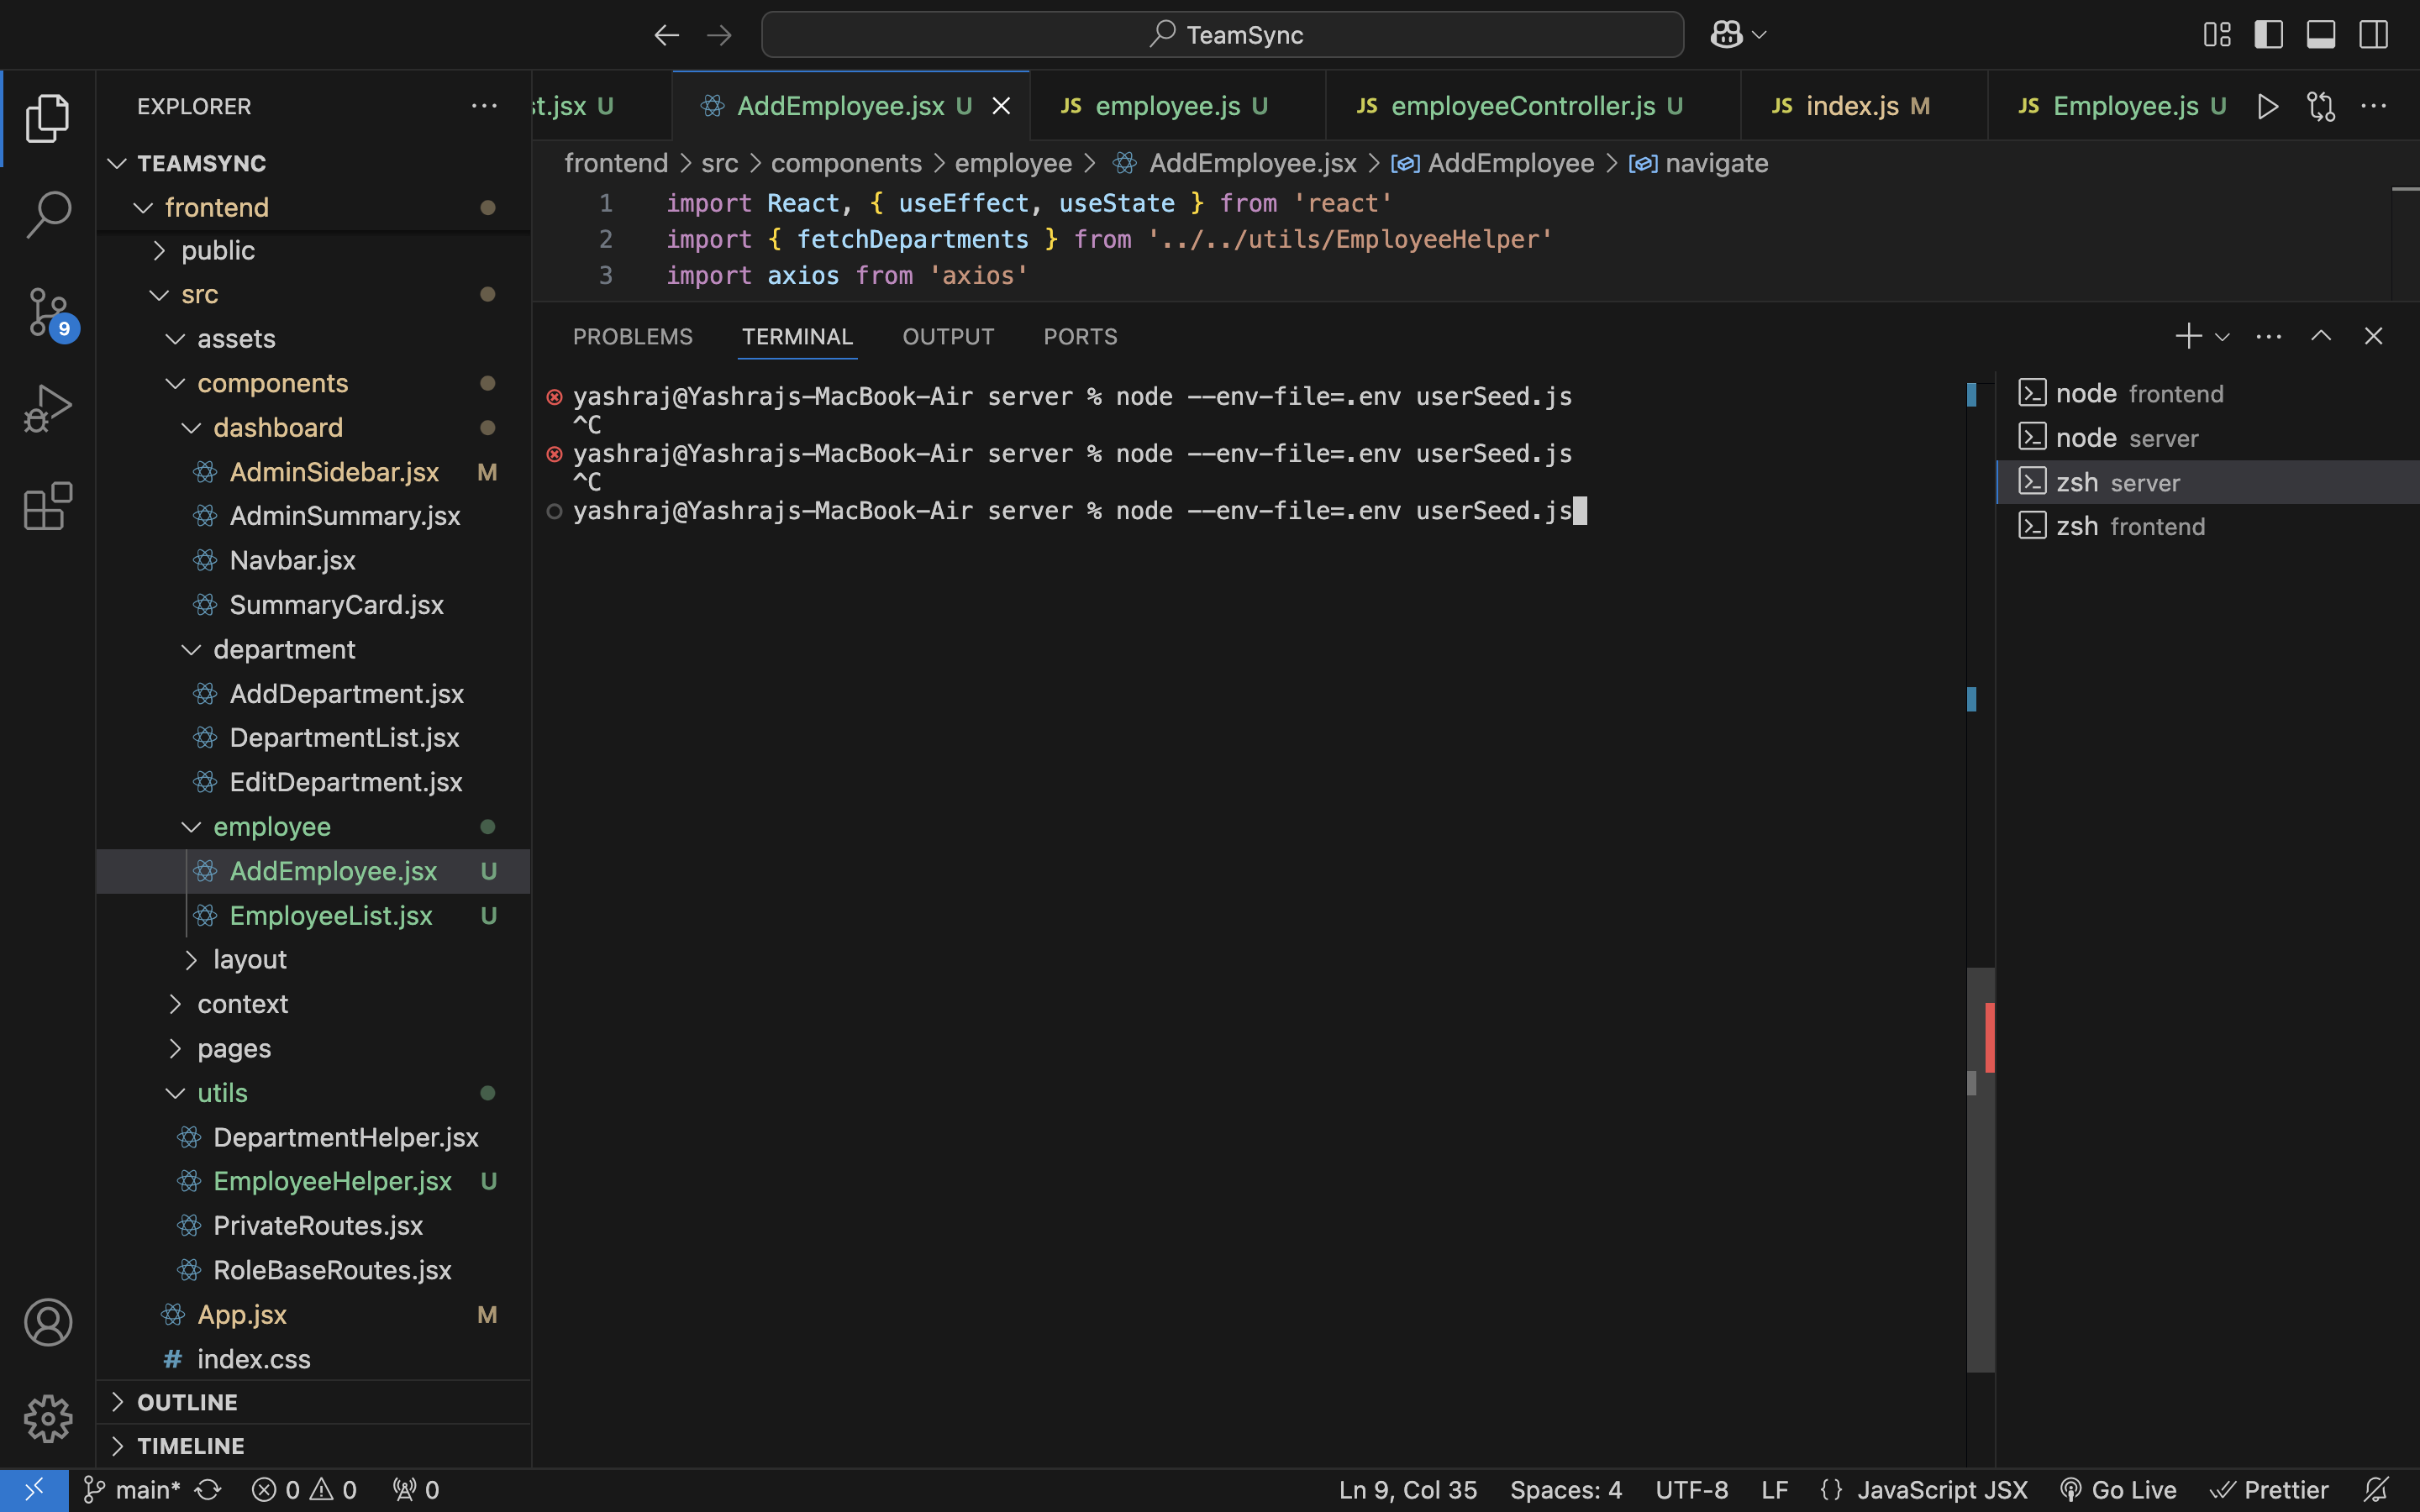 TeamSync
EXPLORER
TEAMSYNC
frontend
public
src
assets
components
dashboard
AdminSidebar.jsx M
AdminSummary.jsx
Navbar.jsx
SummaryCard.jsx
department
AddDepartment.jsx
DepartmentList.jsx
EditDepartment.jsx
employee
AddEmployee.jsx U
EmployeeList.jsx U
layout
context
pages
utils
DepartmentHelper.jsx
EmployeeHelper.jsx U
PrivateRoutes.jsx
RoleBaseRoutes.jsx
App.jsx M
# index.css
OUTLINE
TIMELINE
9
st.jsx U
AddEmployee.jsx U
JS employee.js U
JS employeeController.js U
JS index.js M
JS Employee.js U
frontend > src > components > employee > AddEmployee.jsx > AddEmployee > navigate
1 import React, { useEffect, useState } from 'react'
2 import { fetchDepartments } from '../../utils/EmployeeHelper'
3 import axios from 'axios'
PROBLEMS TERMINAL OUTPUT PORTS
yashraj@Yashrajs-MacBook-Air server % node --env-file=.env userSeed.js
^C
yashraj@Yashrajs-MacBook-Air server % node --env-file=.env userSeed.js
^C
yashraj@Yashrajs-MacBook-Air server % node --env-file=.env userSeed.js
node frontend
node server
zsh server
zsh frontend
main* 0 0 0 Ln 9, Col 35 Spaces: 4 UTF-8 LF {} JavaScript JSX Go Live Prettier